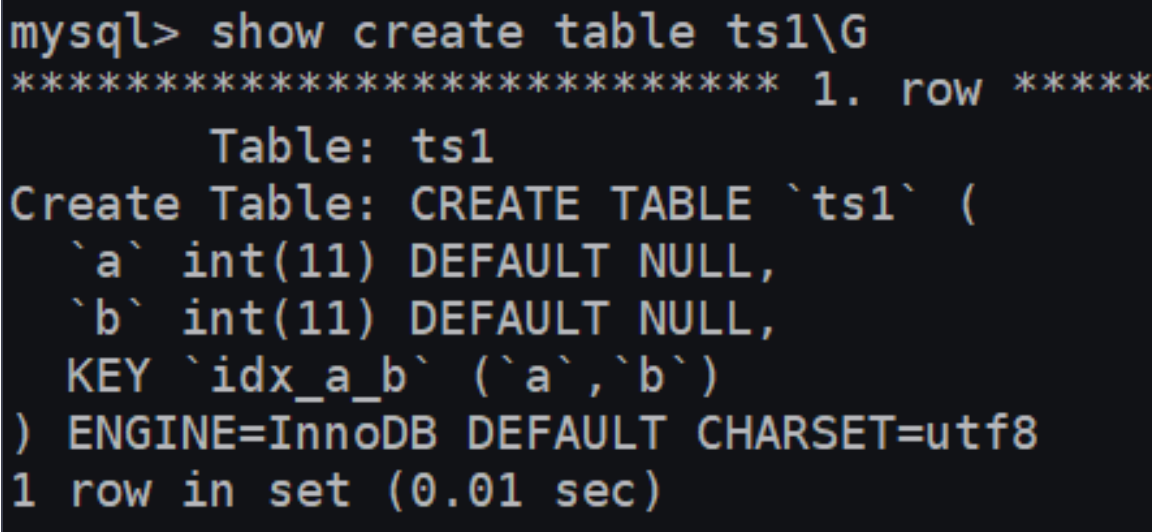 mysql> show create table ts1\G
*************************** 1. row *****
Table: ts1
Create Table: CREATE TABLE `ts1` (
`a` int(11) DEFAULT NULL,
`b` int(11) DEFAULT NULL,
KEY `idx_a_b` (`a`,`b`)
) ENGINE=InnoDB DEFAULT CHARSET=utf8
1 row in set (0.01 sec)